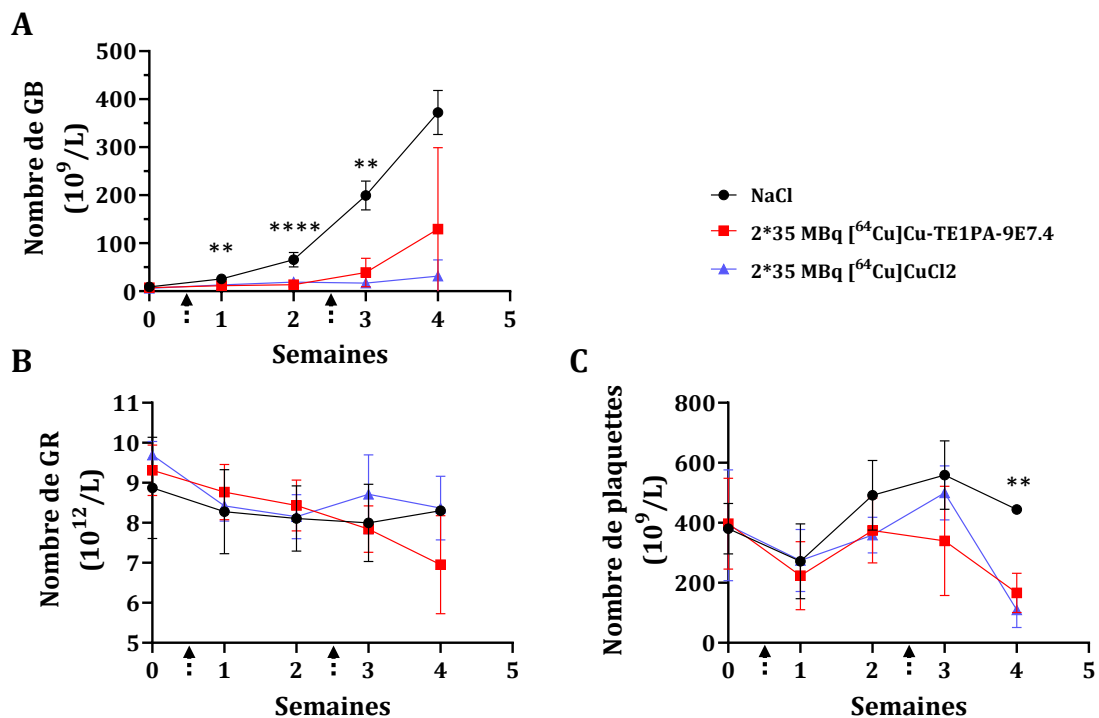 A
Nombre de GB
(10⁹/L)
500
400
300
200
100
0
**
****
**
0 1 2 3 4 5
Semaines
NaCl
2*35 MBq [⁶⁴Cu]Cu-TE1PA-9E7.4
2*35 MBq [⁶⁴Cu]CuCl2
B
Nombre de GR
(10¹²/L)
11
10
9
8
7
6
5
0 1 2 3 4 5
Semaines
C
Nombre de plaquettes
(10⁹/L)
800
600
400
200
0
**
0 1 2 3 4 5
Semaines